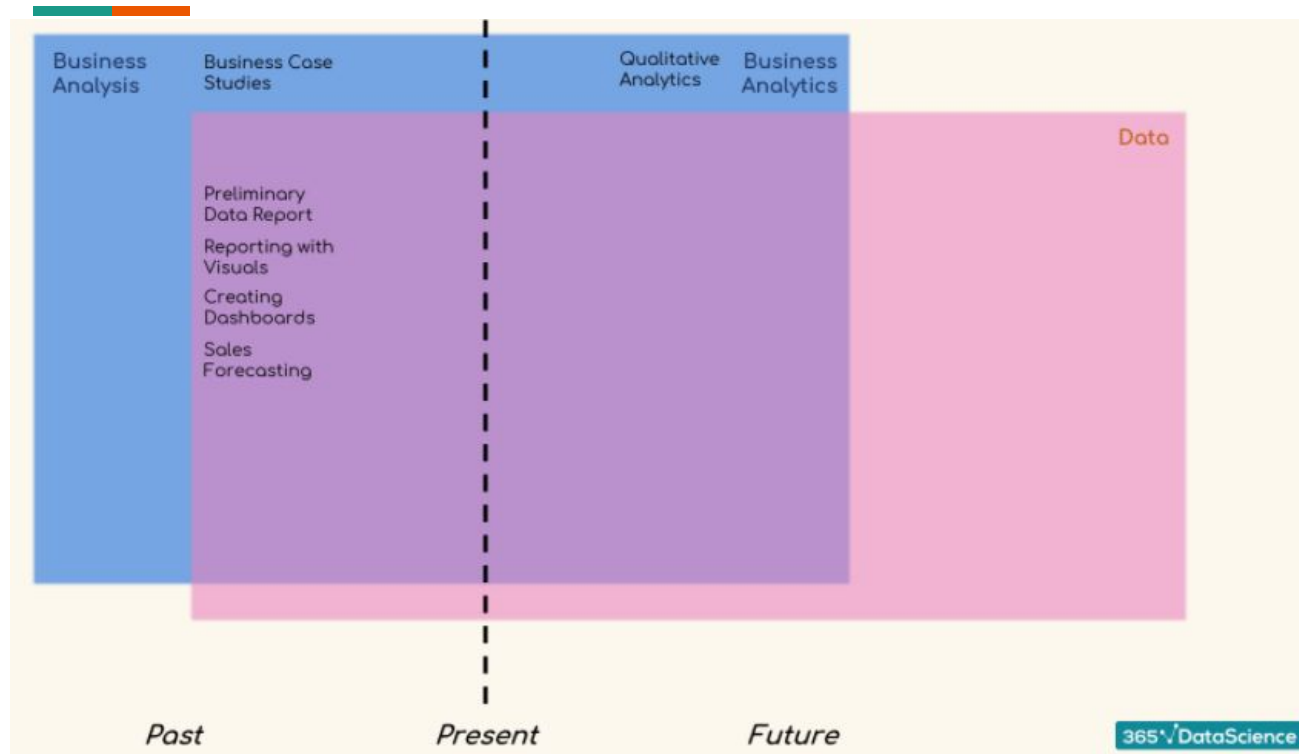 Business
Analysis
Business Case
Studies
Qualitative
Analytics
Business
Analytics
Data
Preliminary
Data Report
Reporting with
Visuals
Creating
Dashboards
Sales
Forecasting
Past
Present
Future
365√DataScience